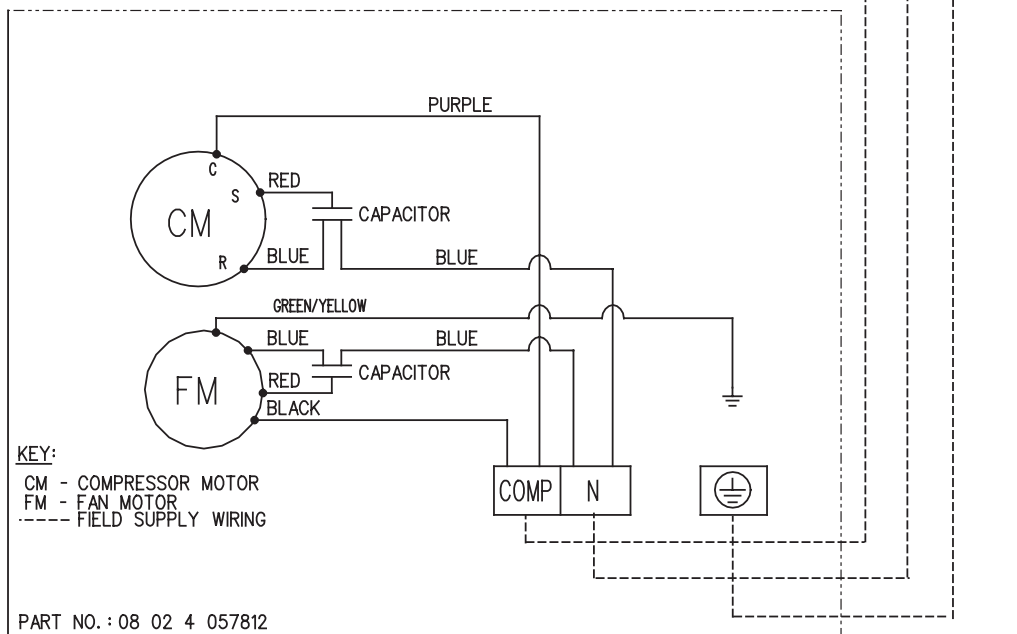 PURPLE
C
RED
S
CM
CAPACITOR
R
BLUE
BLUE
GREEN/YELLOW
BLUE
BLUE
FM
RED
CAPACITOR
BLACK
KEY:
CM - COMPRESSOR MOTOR
FM - FAN MOTOR
FIELD SUPPLY WIRING
COMP N
PART NO.: 08 02 4 057812